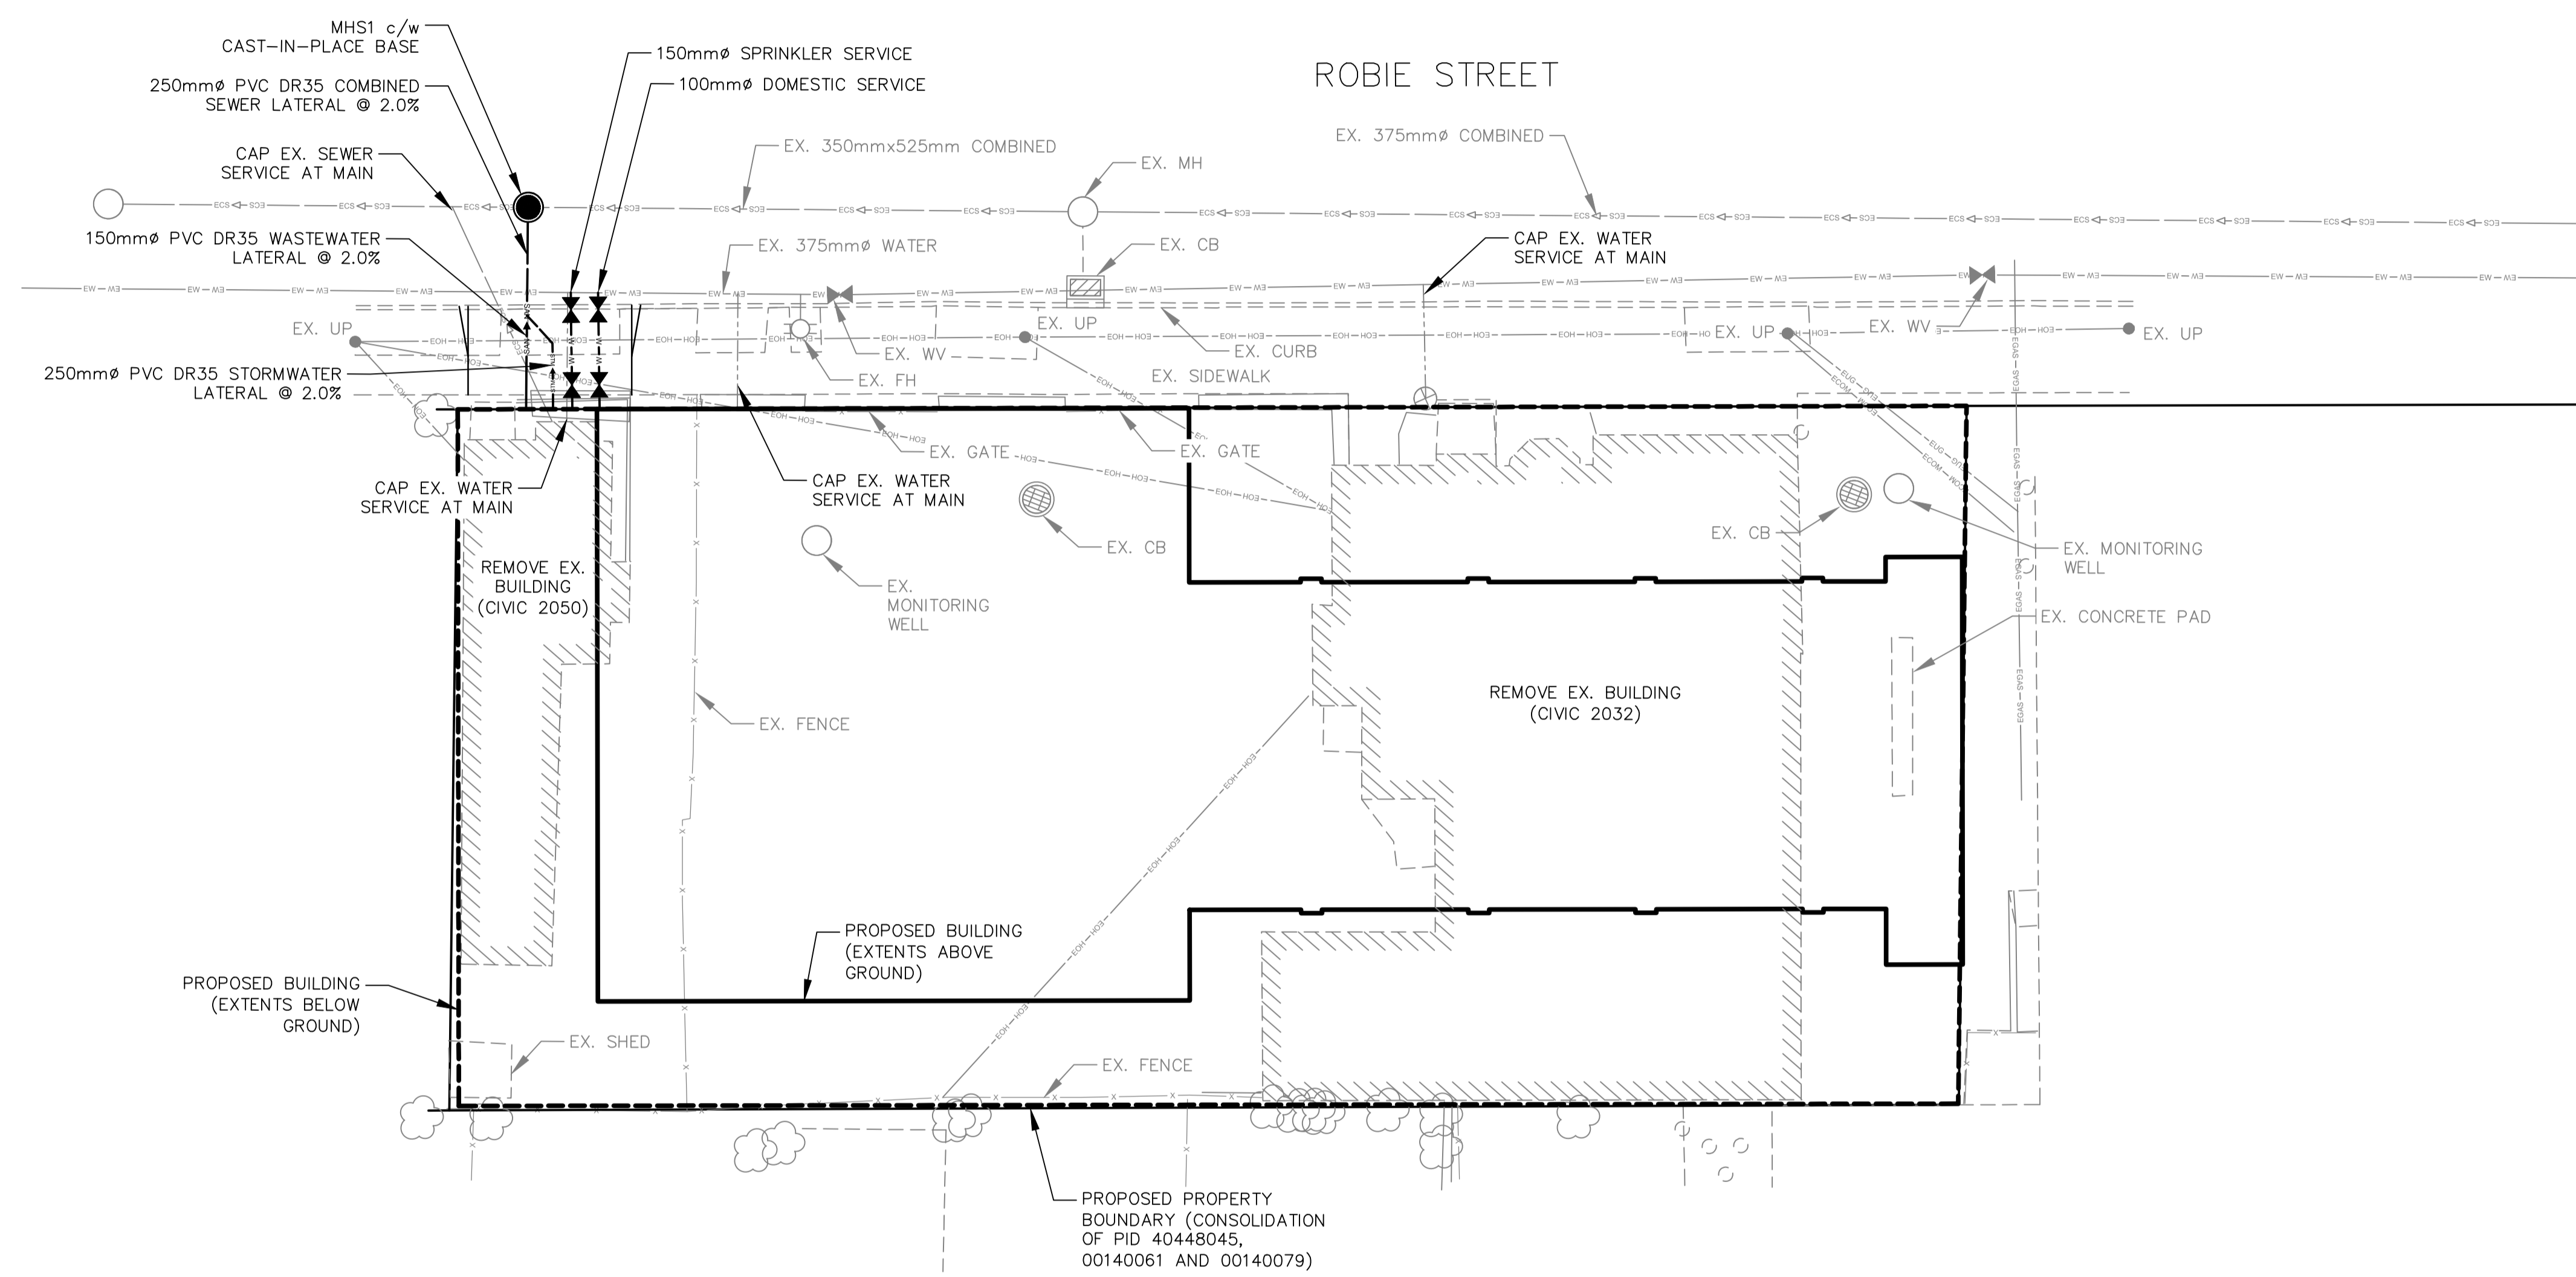 MHS1 c/w
CAST-IN-PLACE BASE
150mmø SPRINKLER SERVICE
ROBIE STREET
250mmø PVC DR35 COMBINED
SEWER LATERAL @ 2.0%
100mmø DOMESTIC SERVICE
EX. 350mmx525mm COMBINED
EX. 375mmø COMBINED
CAP EX. SEWER
SERVICE AT MAIN
EX. MH
150mmø PVC DR35 WASTEWATER
LATERAL @ 2.0%
EX. 375mmø WATER
EX. CB
CAP EX. WATER
SERVICE AT MAIN
EX. UP
EX. UP
EX. UP
EX. WV
EX. UP
EX. WV
EX. CURB
250mmø PVC DR35 STORMWATER
LATERAL @ 2.0%
EX. FH
EX. SIDEWALK
EX. GATE
EX. GATE
CAP EX. WATER
SERVICE AT MAIN
CAP EX. WATER
SERVICE AT MAIN
EX. CB
EX. CB
EX. MONITORING
WELL
REMOVE EX.
BUILDING
(CIVIC 2050)
EX.
MONITORING
WELL
EX. CONCRETE PAD
REMOVE EX. BUILDING
(CIVIC 2032)
EX. FENCE
PROPOSED BUILDING
(EXTENTS ABOVE
GROUND)
PROPOSED BUILDING
(EXTENTS BELOW
GROUND)
EX. SHED
EX. FENCE
PROPOSED PROPERTY
BOUNDARY (CONSOLIDATION
OF PID 40448045,
00140061 AND 00140079)